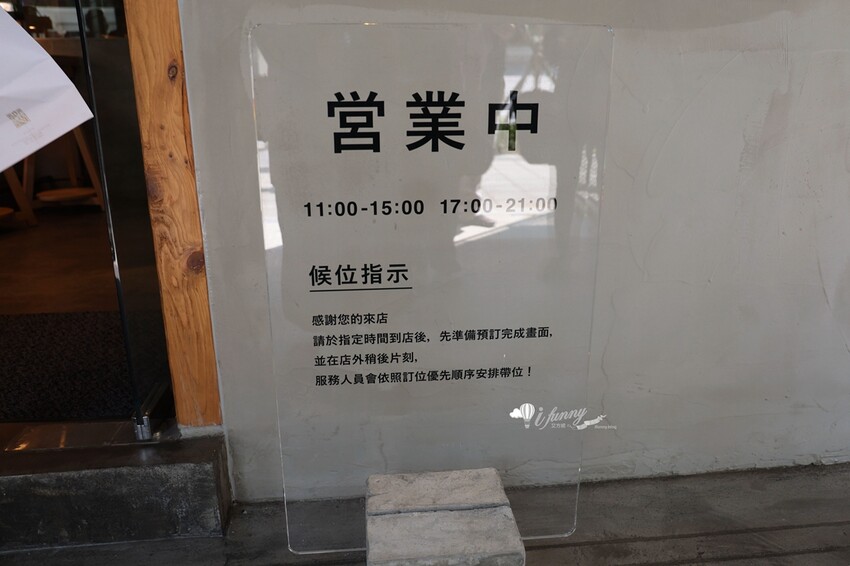 営業中
11:00-15:00 17:00-21:00
候位指示
感謝您的來店
請於指定時間到店後，先準備預訂完成畫面，
並在店外稍後片刻，
服務人員會依照訂位優先順序安排帶位！
i funny